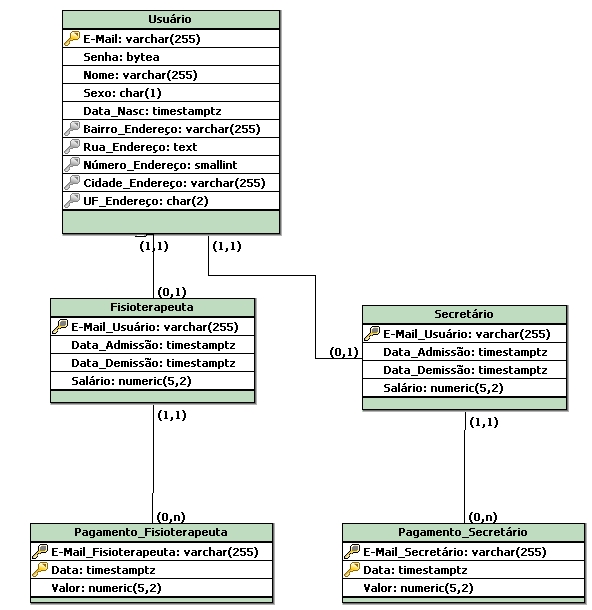 Usuário
E-Mail: varchar(255)
Senha: bytea
Nome: varchar(255)
Sexo: char(1)
Data_Nasc: timestamptz
Bairro_Endereço: varchar(255)
Rua_Endereço: text
Número_Endereço: smallint
Cidade_Endereço: varchar(255)
UF_Endereço: char(2)
(1,1)
(1,1)
(0,1)
Fisioterapeuta
E-Mail_Usuário: varchar(255)
Data_Admissão: timestamptz
Data_Demissão: timestamptz
Salário: numeric(5,2)
(0,1)
Secretário
E-Mail_Usuário: varchar(255)
Data_Admissão: timestamptz
Data_Demissão: timestamptz
Salário: numeric(5,2)
(1,1)
(1,1)
(0,n)
(0,n)
Pagamento_Fisioterapeuta
E-Mail_Fisioterapeuta: varchar(255)
Data: timestamptz
Valor: numeric(5,2)
Pagamento_Secretário
E-Mail_Secretário: varchar(255)
Data: timestamptz
Valor: numeric(5,2)